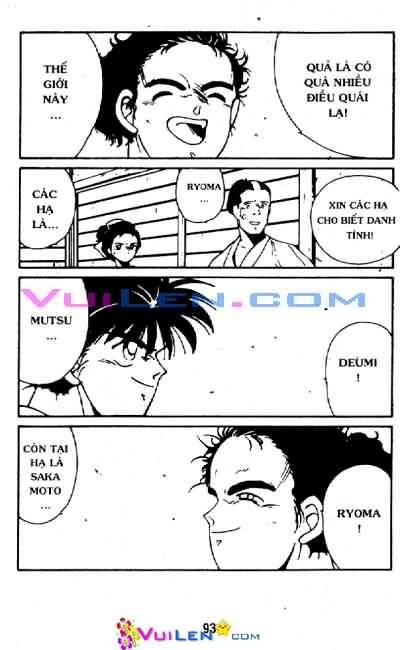 THẾ
GIỚI
NÀY
...
QUẢ LÀ CÓ
QUÁ NHIỀU
ĐIỀU QUÁI
LẠ!
CÁC
HẠ
LÀ...
RYOMA
...
XIN CÁC HẠ
CHO BIẾT DANH
TÍNH!
VUILEN.COM
MUTSU
...
DEUMI
!
CÒN TẠI
HẠ LÀ
SAKA
MOTO
...
RYOMA
!
93
VUILEN.COM